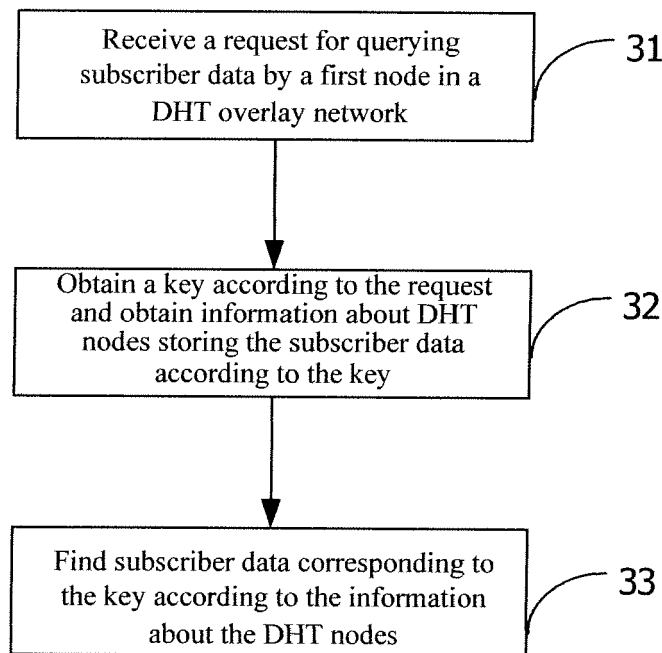 Receive a request for querying
subscriber data by a first node in a
DHT overlay network
31
Obtain a key according to the request
and obtain information about DHT
nodes storing the subscriber data
according to the key
32
Find subscriber data corresponding to
the key according to the information
about the DHT nodes
33